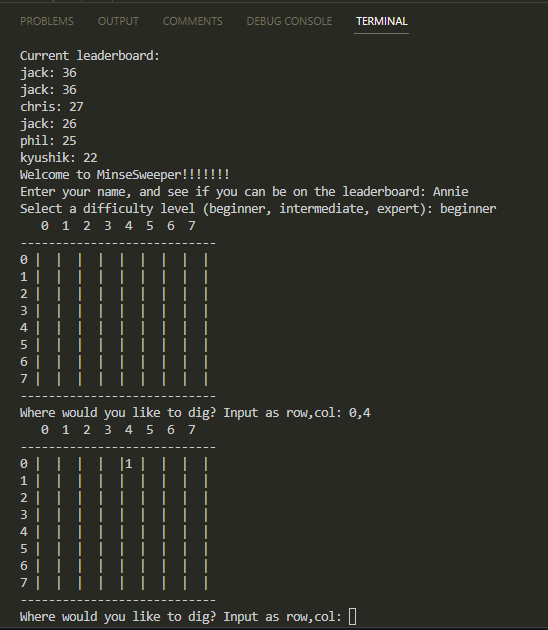 PROBLEMS OUTPUT COMMENTS DEBUG CONSOLE TERMINAL
Current leaderboard:
jack: 36
jack: 36
chris: 27
jack: 26
phil: 25
kyushik: 22
Welcome to MinseSweeper!!!!!!!
Enter your name, and see if you can be on the leaderboard: Annie
Select a difficulty level (beginner, intermediate, expert): beginner
   0  1  2  3  4  5  6  7
----------------------------
0 |  |  |  |  |  |  |  |  |
1 |  |  |  |  |  |  |  |  |
2 |  |  |  |  |  |  |  |  |
3 |  |  |  |  |  |  |  |  |
4 |  |  |  |  |  |  |  |  |
5 |  |  |  |  |  |  |  |  |
6 |  |  |  |  |  |  |  |  |
7 |  |  |  |  |  |  |  |  |
----------------------------
Where would you like to dig? Input as row,col: 0,4
   0  1  2  3  4  5  6  7
----------------------------
0 |  |  |  |  |1 |  |  |  |
1 |  |  |  |  |  |  |  |  |
2 |  |  |  |  |  |  |  |  |
3 |  |  |  |  |  |  |  |  |
4 |  |  |  |  |  |  |  |  |
5 |  |  |  |  |  |  |  |  |
6 |  |  |  |  |  |  |  |  |
7 |  |  |  |  |  |  |  |  |
----------------------------
Where would you like to dig? Input as row,col: